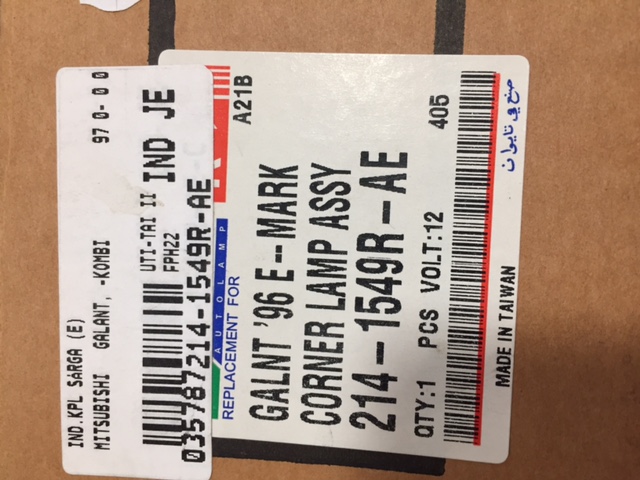 IND.KPL SARGA (E)
MITSUBISHI GALANT, -KOMBI 97 0- 0 0
UTI-TAI II
FPH22
IND JE
035787214-1549R-AE
AUTOLAMP
REPLACEMENT FOR
A21B
GALNT '96 E--MARK
CORNER LAMP ASSY
214-1549R-AE
QTY:1 PCS VOLT:12 405
MADE IN TAIWAN
صنع في تايوان